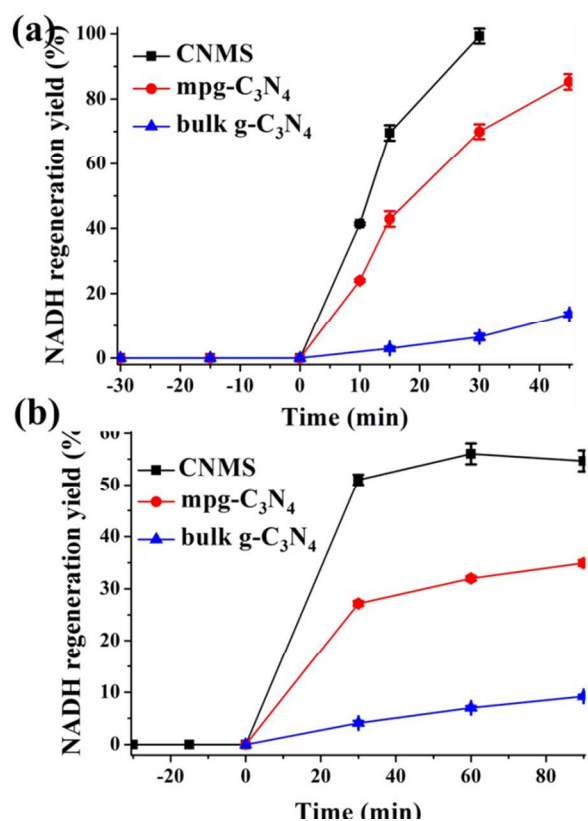 (a)
NADH regeneration yield (%)
100
80
60
40
20
0
CNMS
mpg-C₃N₄
bulk g-C₃N₄
-30 -20 -10 0 10 20 30 40
Time (min)
(b)
NADH regeneration yield (%
60
50
40
30
20
10
0
CNMS
mpg-C₃N₄
bulk g-C₃N₄
-20 0 20 40 60 80
Time (min)